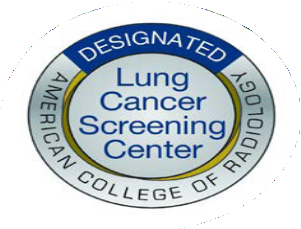 DESIGNATED
Lung
Cancer
Screening
Center
AMERICAN COLLEGE OF RADIOLOGY